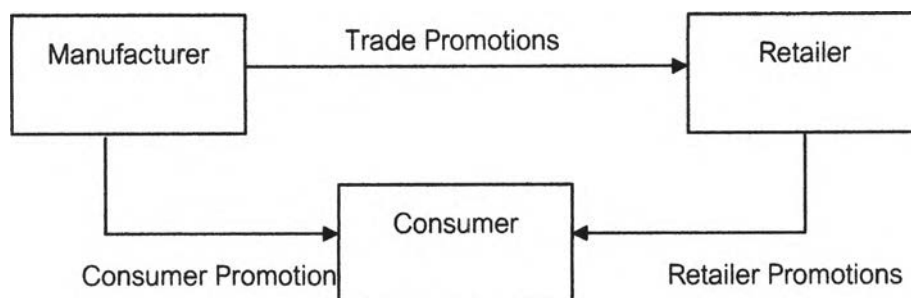 Manufacturer
Trade Promotions
Retailer
Consumer
Consumer Promotion
Retailer Promotions